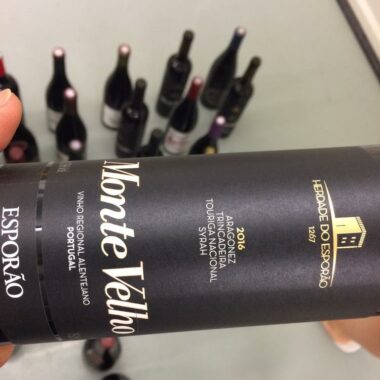 HERDADE DO ESPORÃO
1267
2016
ARAGONEZ
TRINCADEIRA
TOURIGA NACIONAL
SYRAH
Monte Velho
VINHO REGIONAL ALENTEJANO
PORTUGAL
ESPORÃO